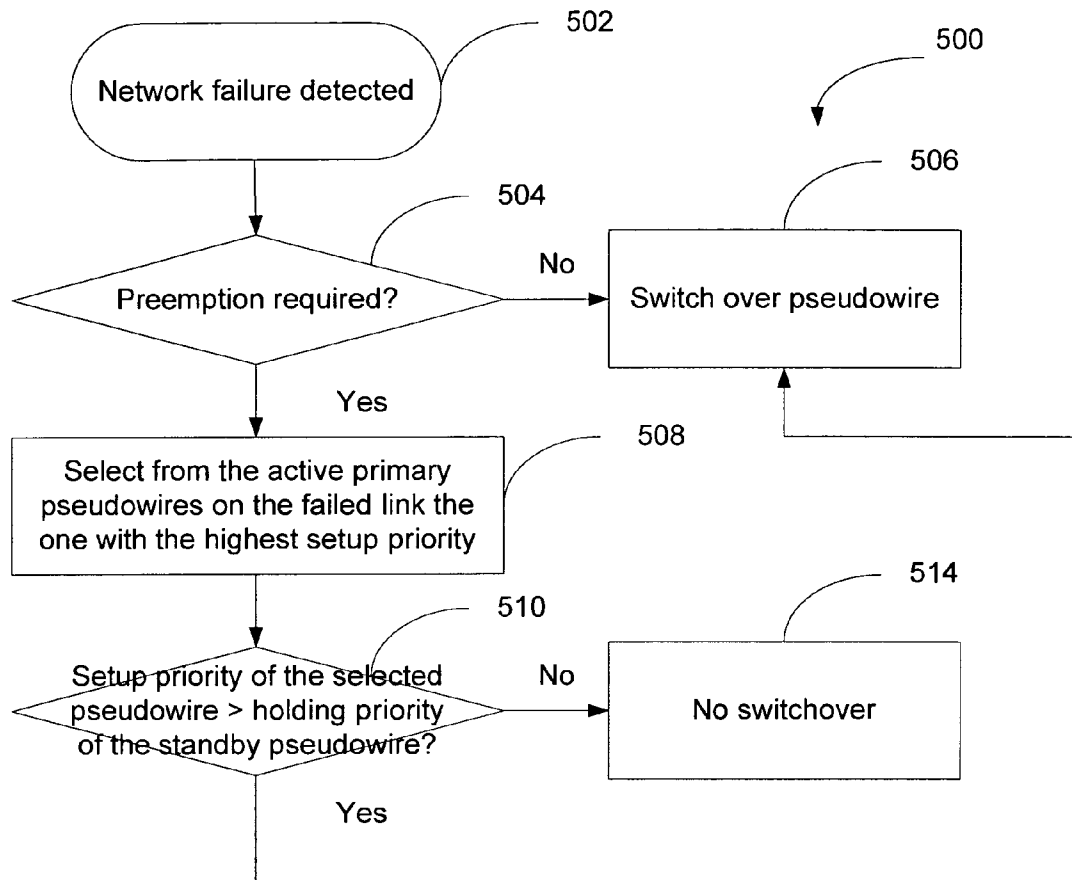 502
500
Network failure detected
506
504
No
Preemption required?
Switch over pseudowire
Yes
508
Select from the active primary
pseudowires on the failed link the
one with the highest setup priority
514
510
Setup priority of the selected
pseudowire > holding priority
of the standby pseudowire?
No
No switchover
Yes